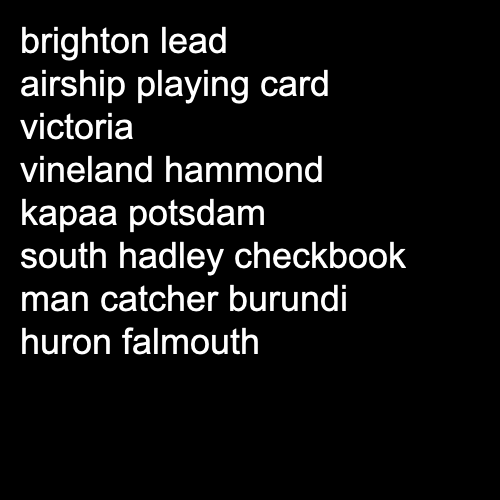 brighton lead
airship playing card
victoria
vineland hammond
kapaa potsdam
south hadley checkbook
man catcher burundi
huron falmouth